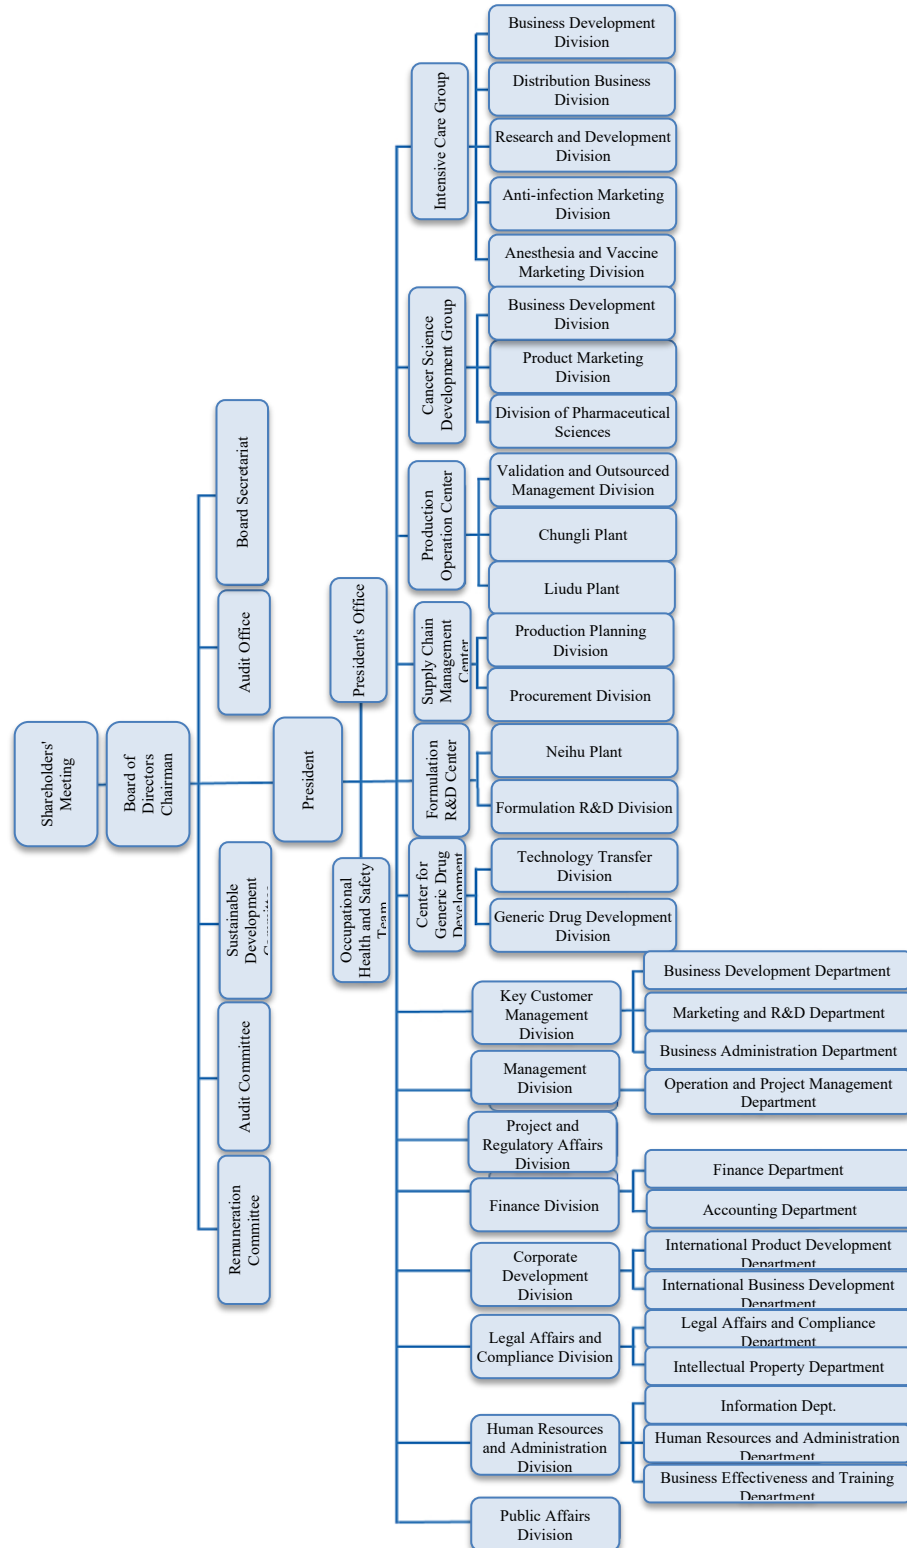 Shareholders'
Meeting
Board of
Directors
Chairman
Board Secretariat
Audit Office
Sustainable
Development
Audit Committee
Remuneration
Committee
President
President's Office
Occupational
Health and Safety
Team
Intensive Care Group
Business Development
Division
Distribution Business
Division
Research and Development
Division
Anti-infection Marketing
Division
Anesthesia and Vaccine
Marketing Division
Cancer Science
Development Group
Business Development
Division
Product Marketing
Division
Division of Pharmaceutical
Sciences
Production
Operation Center
Validation and Outsourced
Management Division
Chungli Plant
Liudu Plant
Supply Chain
Management
Center
Production Planning
Division
Procurement Division
Formulation
R&D Center
Neihu Plant
Formulation R&D Division
Center for
Generic Drug
Development
Technology Transfer
Division
Generic Drug Development
Division
Key Customer
Management
Division
Business Development Department
Marketing and R&D Department
Business Administration Department
Management
Division
Operation and Project Management
Department
Project and
Regulatory Affairs
Division
Finance Division
Finance Department
Accounting Department
Corporate
Development
Division
International Product Development
Department
International Business Development
Department
Legal Affairs and
Compliance Division
Legal Affairs and Compliance
Department
Intellectual Property Department
Human Resources
and Administration
Division
Information Dept.
Human Resources and Administration
Department
Business Effectiveness and Training
Department
Public Affairs
Division